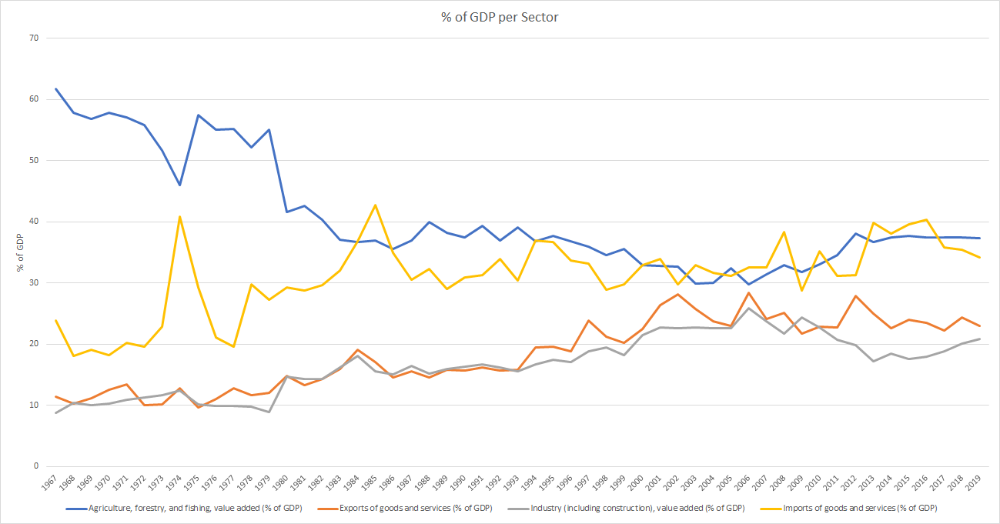 % of GDP per Sector
70
60
50
40
30
20
10
0
% of GDP
1967 1968 1969 1970 1971 1972 1973 1974 1975 1976 1977 1978 1979 1980 1981 1982 1983 1984 1985 1986 1987 1988 1989 1990 1991 1992 1993 1994 1995 1996 1997 1998 1999 2000 2001 2002 2003 2004 2005 2006 2007 2008 2009 2010 2011 2012 2013 2014 2015 2016 2017 2018 2019
Agriculture, forestry, and fishing, value added (% of GDP) Exports of goods and services (% of GDP) Industry (including construction), value added (% of GDP) Imports of goods and services (% of GDP)